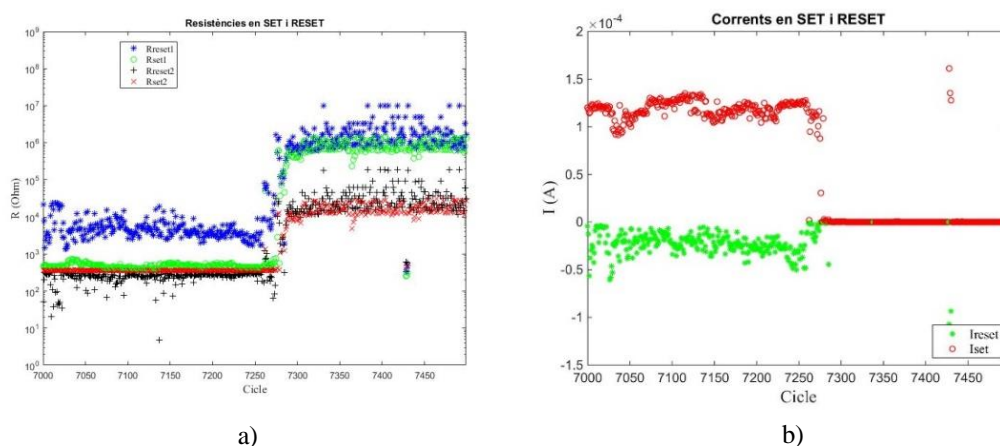 Resistències en SET i RESET
10^9
10^8
10^7
10^6
10^5
10^4
10^3
10^2
10^1
10^0
R (Ohm)
Rreset1
Rset1
Rreset2
Rset2
7000 7050 7100 7150 7200 7250 7300 7350 7400 7450
Cicle
a)
Corrents en SET i RESET
×10^-4
2
1.5
1
0.5
0
-0.5
-1
-1.5
I (A)
Ireset
Iset
7000 7050 7100 7150 7200 7250 7300 7350 7400 7450
Cicle
b)